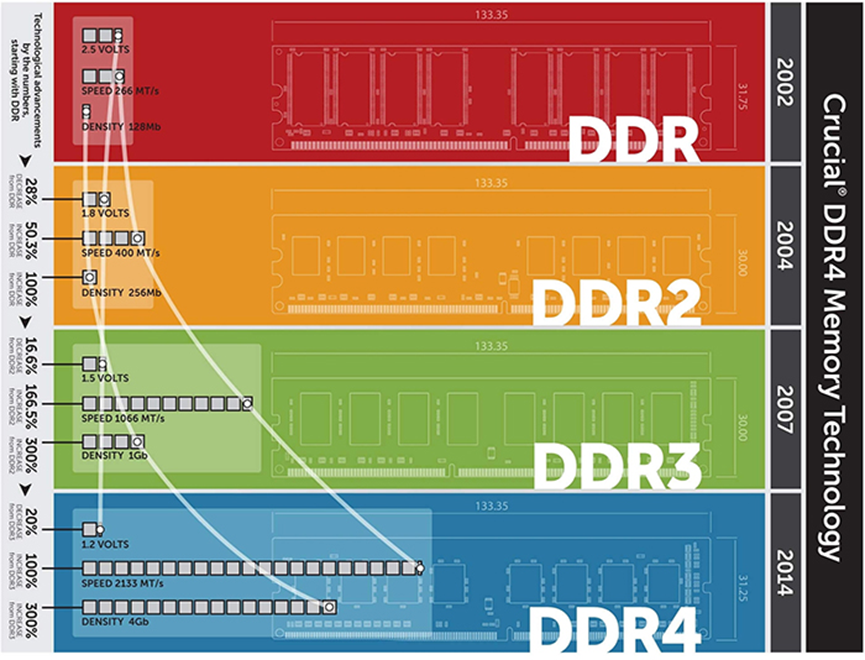 Crucial® DDR4 Memory Technology
Technological advancements
by the numbers,
starting with DDR
2.5 VOLTS
SPEED 266 MT/s
DENSITY 128Mb
133.35
31.75
DDR
2002
28%
DECREASE
from DDR
50.3%
INCREASE
from DDR
100%
INCREASE
from DDR
1.8 VOLTS
SPEED 400 MT/s
DENSITY 256Mb
133.35
30.00
DDR2
2004
16.6%
DECREASE
from DDR2
166.5%
INCREASE
from DDR2
300%
INCREASE
from DDR2
1.5 VOLTS
SPEED 1066 MT/s
DENSITY 1Gb
133.35
30.00
DDR3
2007
20%
DECREASE
from DDR3
100%
INCREASE
from DDR3
300%
INCREASE
from DDR3
1.2 VOLTS
SPEED 2133 MT/s
DENSITY 4Gb
133.35
31.25
DDR4
2014